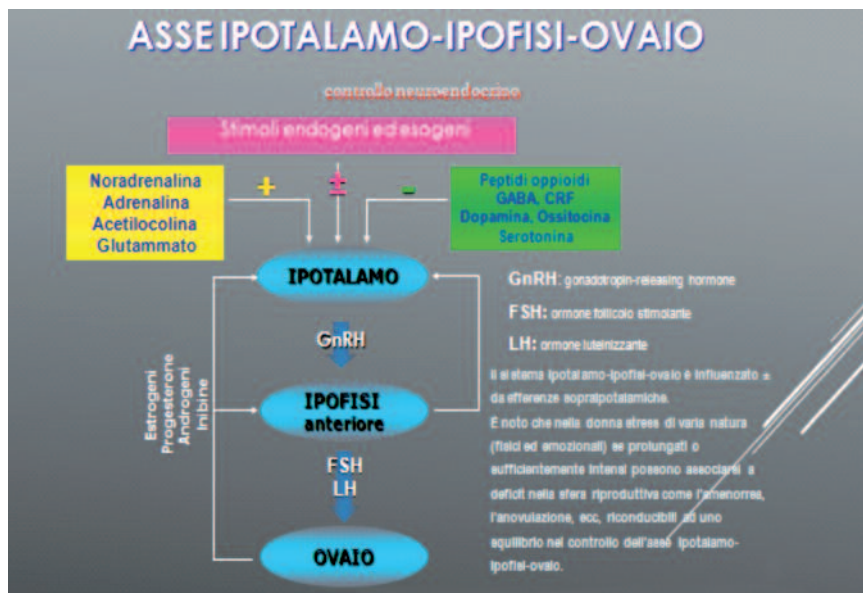 ASSE IPOTALAMO-IPOFISI-OVAIO
controllo neuroendocrino
Stimoli endogeni ed esogeni
Noradrenalina
Adrenalina
Acetilocolina
Glutammato
+
±
-
Peptidi oppioidi
GABA, CRF
Dopamina, Ossitocina
Serotonina
IPOTALAMO
GnRH
IPOFISI
anteriore
FSH
LH
OVAIO
Estrogeni
Progesterone
Androgeni
Inibine
GnRH: gonadotropin-releasing hormone
FSH: ormone follicolo stimolante
LH: ormone luteinizzante
Il sistema ipotalamo-ipofisi-ovaio è influenzato ±
da efferenze sopraipotalamiche.
È noto che nella donna stress di varia natura
(fisici ed emozionali) se prolungati o
sufficientemente intensi possono associarsi a
deficit nella sfera riproduttiva come l'amenorrea,
l'anovulazione, ecc, riconducibili ad uno
equilibrio nel controllo dell'asse ipotalamo-
ipofisi-ovaio.